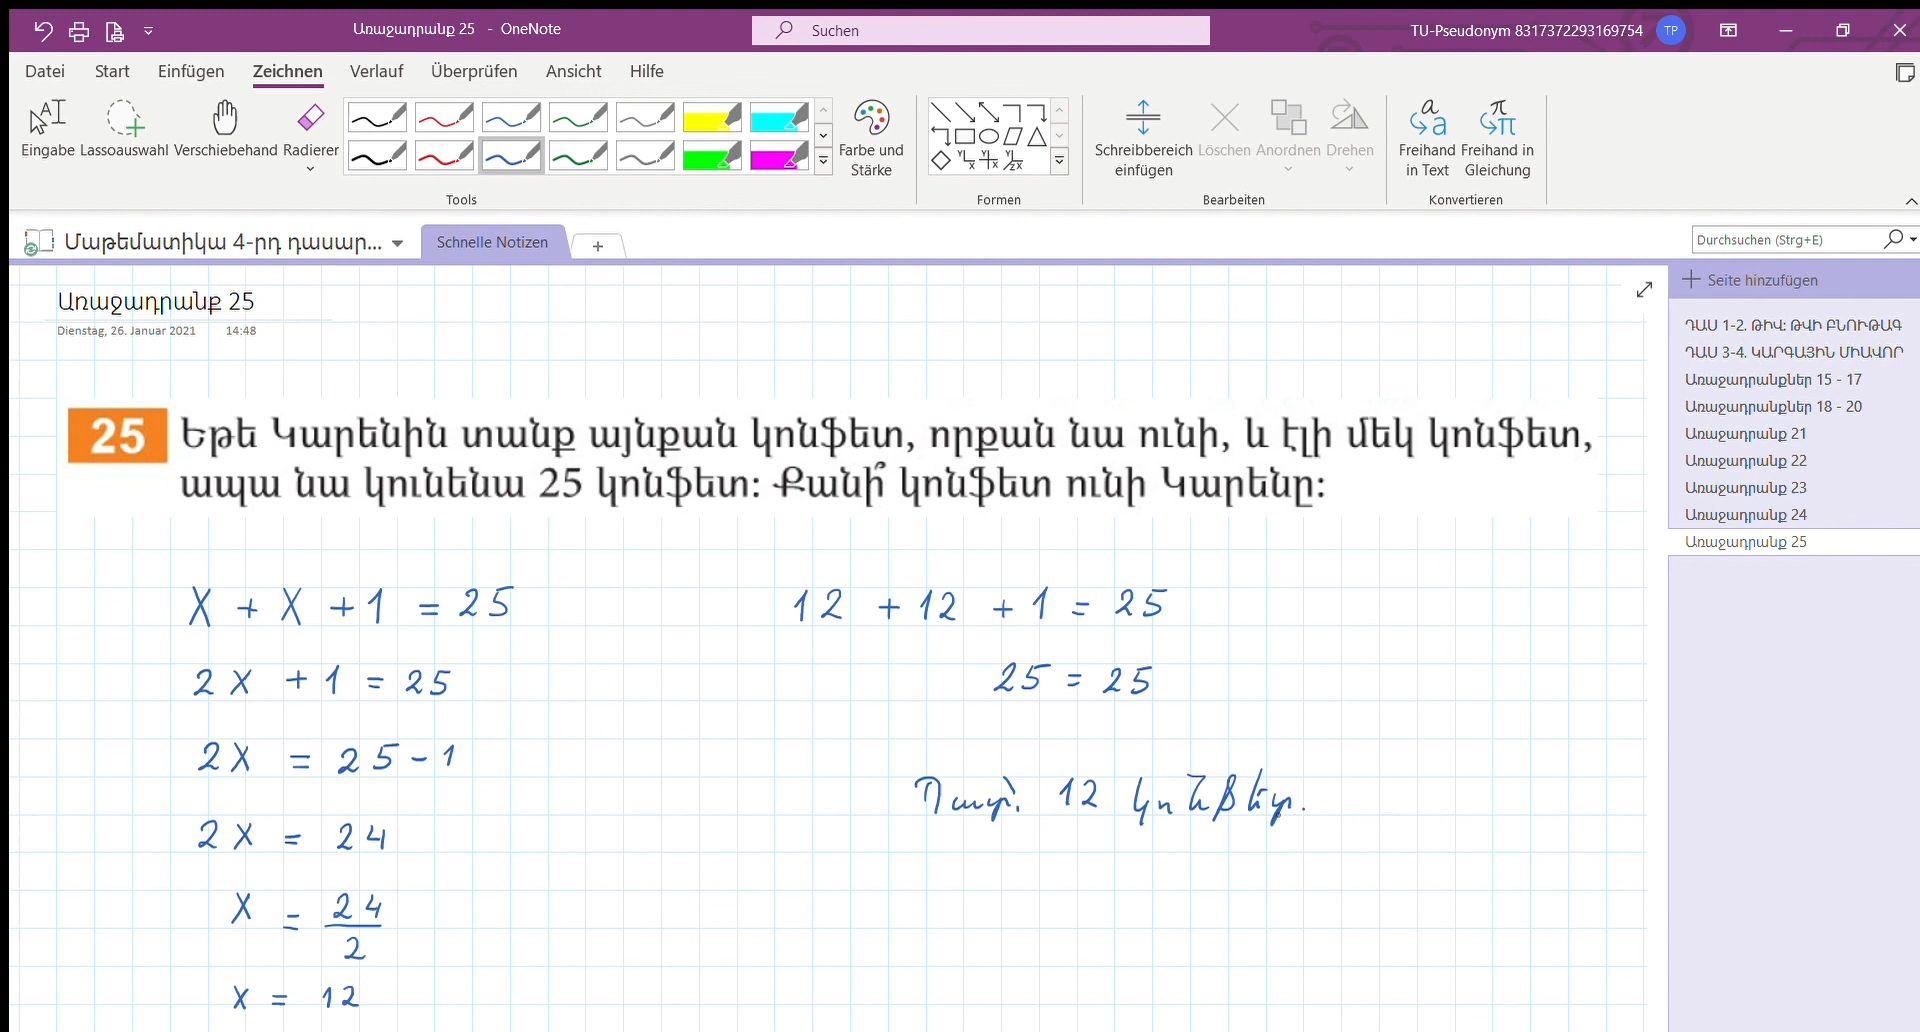 Առաջադրանք 25 - OneNote
Suchen
TU-Pseudonym 8317372293169754
TP
Datei Start Einfügen Zeichnen Verlauf Überprüfen Ansicht Hilfe
Eingabe Lassoauswahl Verschiebehand Radierer
Farbe und Stärke
Schreibbereich einfügen
Löschen Anordnen Drehen
Freihand in Text
Freihand in Gleichung
Tools Formen Bearbeiten Konvertieren
Մաթեմատիկա 4-րդ դասար...
Schnelle Notizen
+
Durchsuchen (Strg+E)
Առաջադրանք 25
Dienstag, 26. Januar 2021 14:48
25 Եթե Կարենին տանք այնքան կոնֆետ, որքան նա ունի, և էլի մեկ կոնֆետ,
ապա նա կունենա 25 կոնֆետ: Քանի՞ կոնֆետ ունի Կարենը:
X + X + 1 = 25
2X + 1 = 25
2X = 25 - 1
2X = 24
X = 24/2
x = 12
12 + 12 + 1 = 25
25 = 25
Պատ՝. 12 կոնֆետ.
Seite hinzufügen
ԴԱՍ 1-2. ԹԻՎ: ԹՎԻ ԲՆՈՒԹԱԳ
ԴԱՍ 3-4. ԿԱՐԳԱՅԻՆ ՄԻԱՎՈՐ
Առաջադրանքներ 15 - 17
Առաջադրանքներ 18 - 20
Առաջադրանք 21
Առաջադրանք 22
Առաջադրանք 23
Առաջադրանք 24
Առաջադրանք 25